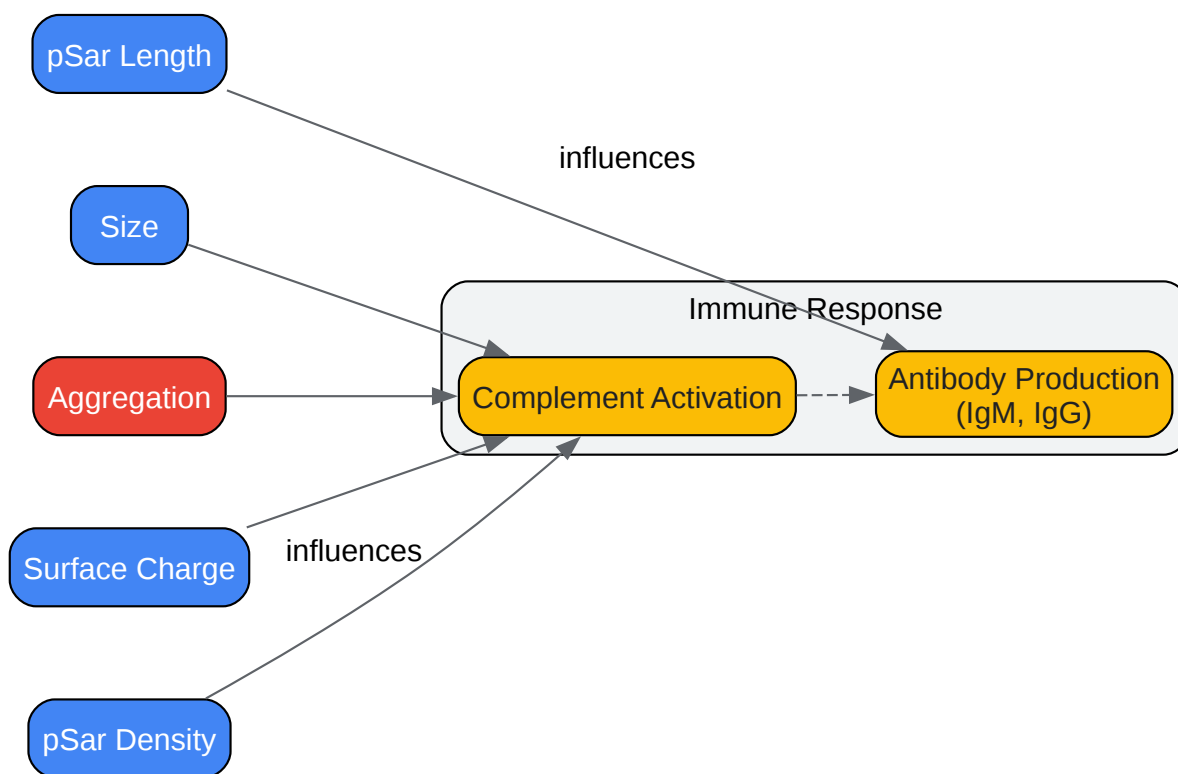 pSar Length
influences
Size
Immune Response
Aggregation
Complement Activation
Antibody Production
(IgM, IgG)
Surface Charge
influences
pSar Density